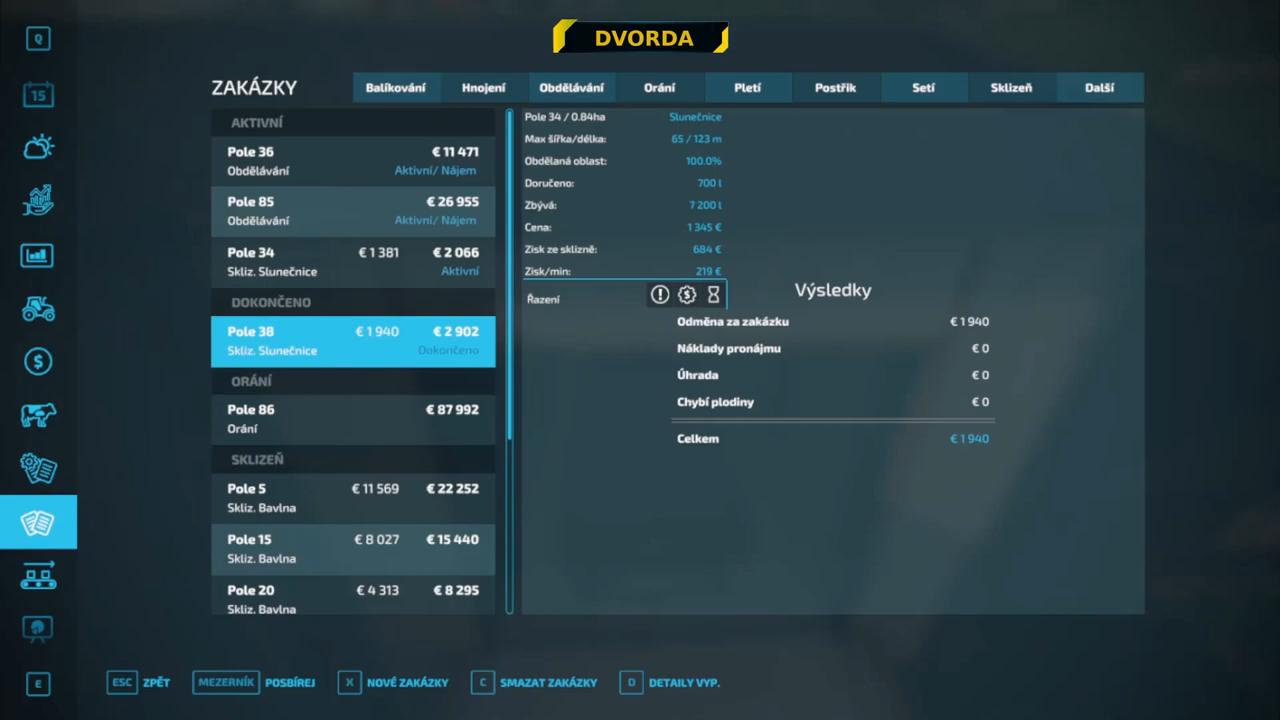 DVORDA
Q
15
E
ZAKÁZKY
Balíkování Hnojení Obdělávání Orání Pletí Postřik Setí Sklizeň Další
AKTIVNÍ
Pole 36 € 11 471
Obdělávání Aktivní/ Nájem
Pole 85 € 26 955
Obdělávání Aktivní/ Nájem
Pole 34 € 1 381 € 2 066
Skliz. Slunečnice Aktivní
DOKONČENO
Pole 38 € 1 940 € 2 902
Skliz. Slunečnice Dokončeno
ORÁNÍ
Pole 86 € 87 992
Orání
SKLIZEŇ
Pole 5 € 11 569 € 22 252
Skliz. Bavlna
Pole 15 € 8 027 € 15 440
Skliz. Bavlna
Pole 20 € 4 313 € 8 295
Skliz. Bavlna
Pole 34 / 0.84ha Slunečnice
Max šířka/délka: 65 / 123 m
Obdělaná oblast: 100.0%
Doručeno: 700 l
Zbývá: 7 200 l
Cena: 1 345 €
Zisk ze sklizně: 684 €
Zisk/min: 219 €
Řazení
Výsledky
Odměna za zakázku € 1 940
Náklady pronájmu € 0
Úhrada € 0
Chybí plodiny € 0
Celkem € 1 940
ESC ZPĚT MEZERNÍK POSBÍREJ X NOVÉ ZAKÁZKY C SMAZAT ZAKÁZKY D DETAILY VYP.